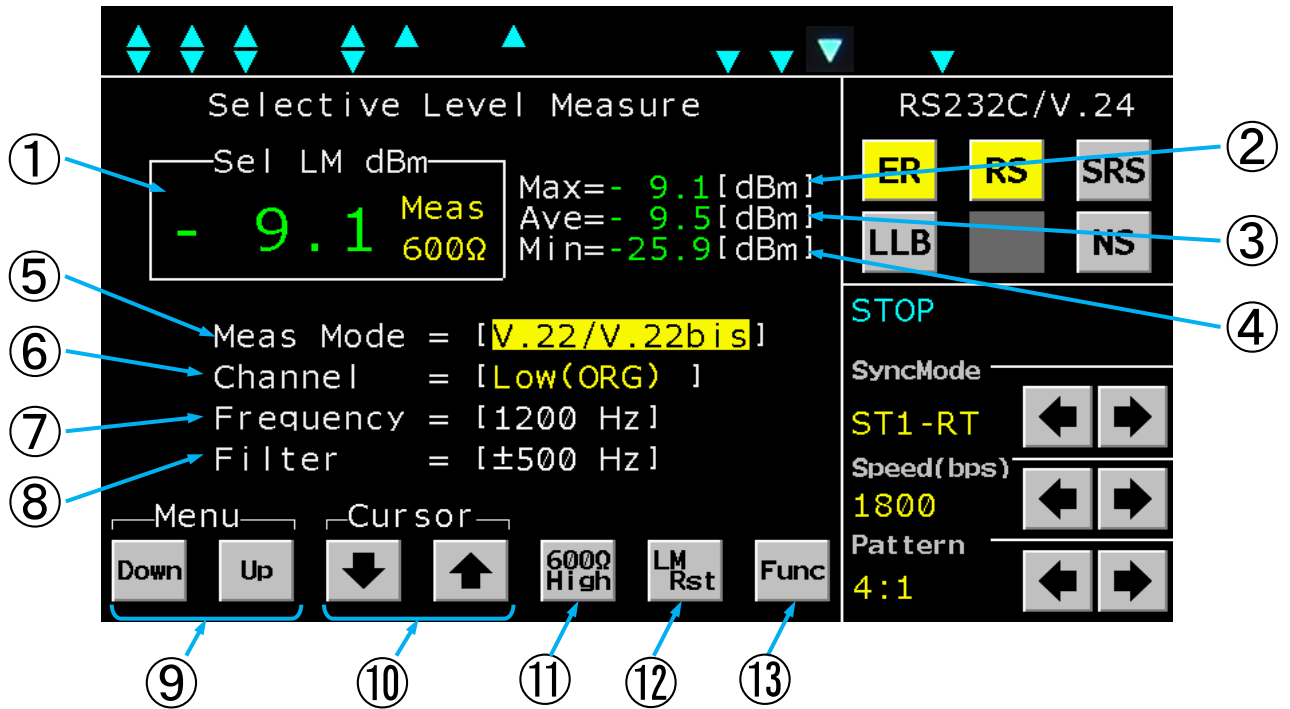 Selective Level Measure
RS232C/V.24
①
Sel LM dBm
- 9.1
Meas
600Ω
Max=- 9.1[dBm]
Ave=- 9.5[dBm]
Min=-25.9[dBm]
②
③
④
ER
RS
SRS
LLB
NS
⑤
⑥
⑦
⑧
Meas Mode = [V.22/V.22bis]
Channel = [Low(ORG) ]
Frequency = [1200 Hz]
Filter = [±500 Hz]
STOP
SyncMode
ST1-RT
Speed(bps)
1800
Pattern
4:1
Menu
Cursor
Down
Up
600Ω
High
LM
Rst
Func
⑨
⑩
⑪
⑫
⑬